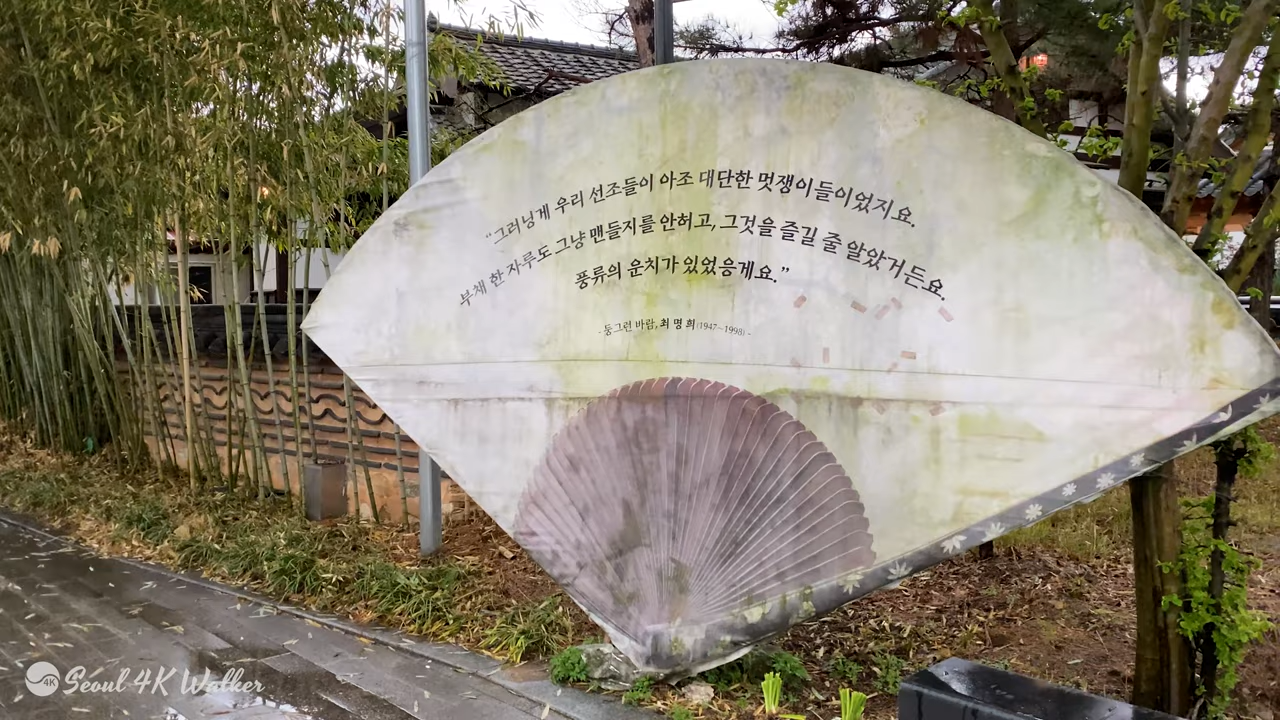 “그러닝게 우리 선조들이 아조 대단한 멋쟁이들이었지요.
부채 한 자루도 그냥 맨들지를 안허고, 그것을 즐길 줄 알았거든요.
풍류의 운치가 있었응게요.”
- 둥그런 바람, 최 명 희 (1947~1998) -
4K Seoul 4K Walker